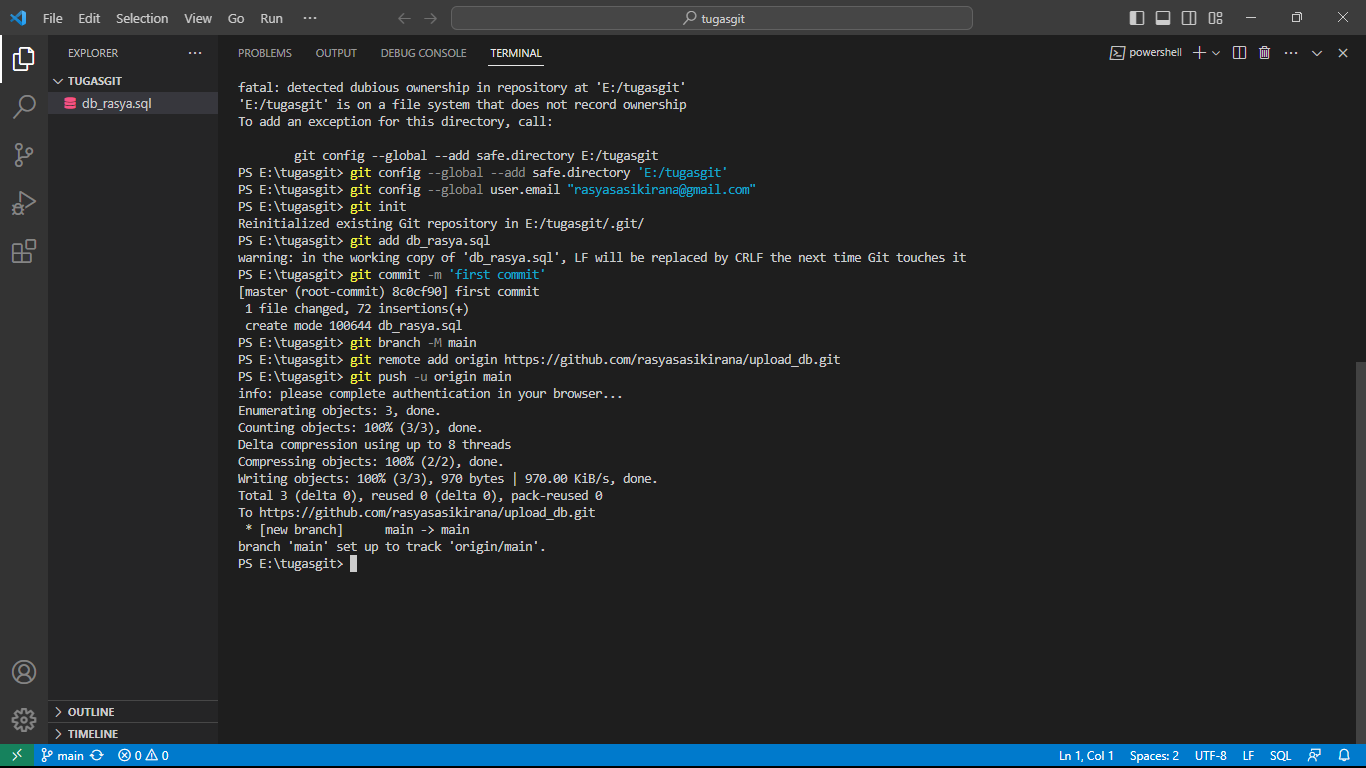 File Edit Selection View Go Run ···
tugasgit
EXPLORER ···
TUGASGIT
db_rasya.sql
PROBLEMS OUTPUT DEBUG CONSOLE TERMINAL
powershell
fatal: detected dubious ownership in repository at 'E:/tugasgit'
'E:/tugasgit' is on a file system that does not record ownership
To add an exception for this directory, call:
git config --global --add safe.directory E:/tugasgit
PS E:\tugasgit> git config --global --add safe.directory 'E:/tugasgit'
PS E:\tugasgit> git config --global user.email "rasyasasikirana@gmail.com"
PS E:\tugasgit> git init
Reinitialized existing Git repository in E:/tugasgit/.git/
PS E:\tugasgit> git add db_rasya.sql
warning: in the working copy of 'db_rasya.sql', LF will be replaced by CRLF the next time Git touches it
PS E:\tugasgit> git commit -m 'first commit'
[master (root-commit) 8c0cf90] first commit
1 file changed, 72 insertions(+)
create mode 100644 db_rasya.sql
PS E:\tugasgit> git branch -M main
PS E:\tugasgit> git remote add origin https://github.com/rasyasasikirana/upload_db.git
PS E:\tugasgit> git push -u origin main
info: please complete authentication in your browser...
Enumerating objects: 3, done.
Counting objects: 100% (3/3), done.
Delta compression using up to 8 threads
Compressing objects: 100% (2/2), done.
Writing objects: 100% (3/3), 970 bytes | 970.00 KiB/s, done.
Total 3 (delta 0), reused 0 (delta 0), pack-reused 0
To https://github.com/rasyasasikirana/upload_db.git
* [new branch] main -> main
branch 'main' set up to track 'origin/main'.
PS E:\tugasgit>
OUTLINE
TIMELINE
main 0 0 Ln 1, Col 1 Spaces: 2 UTF-8 LF SQL